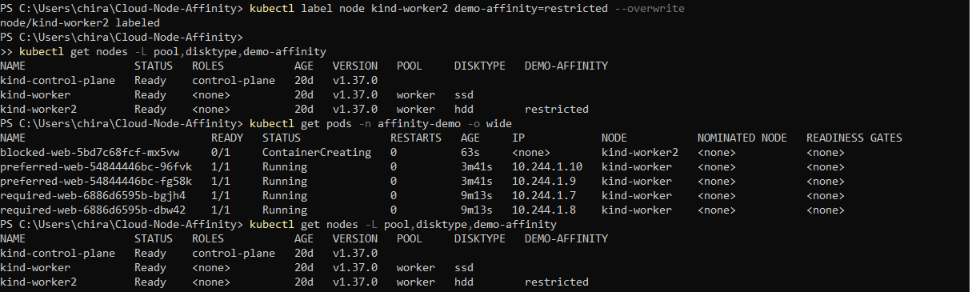 PS C:\Users\chira\Cloud-Node-Affinity> kubectl label node kind-worker2 demo-affinity=restricted --overwrite
node/kind-worker2 labeled
PS C:\Users\chira\Cloud-Node-Affinity>
>> kubectl get nodes -L pool,disktype,demo-affinity
NAME STATUS ROLES AGE VERSION POOL DISKTYPE DEMO-AFFINITY
kind-control-plane Ready control-plane 20d v1.37.0
kind-worker Ready <none> 20d v1.37.0 worker ssd
kind-worker2 Ready <none> 20d v1.37.0 worker hdd restricted
PS C:\Users\chira\Cloud-Node-Affinity> kubectl get pods -n affinity-demo -o wide
NAME READY STATUS RESTARTS AGE IP NODE NOMINATED NODE READINESS GATES
blocked-web-5bd7c68fcf-mx5vw 0/1 ContainerCreating 0 63s <none> kind-worker2 <none> <none>
preferred-web-54844446bc-96fvk 1/1 Running 0 3m41s 10.244.1.10 kind-worker <none> <none>
preferred-web-54844446bc-fg58k 1/1 Running 0 3m41s 10.244.1.9 kind-worker <none> <none>
required-web-6886d6595b-bgjh4 1/1 Running 0 9m13s 10.244.1.7 kind-worker <none> <none>
required-web-6886d6595b-dbw42 1/1 Running 0 9m13s 10.244.1.8 kind-worker <none> <none>
PS C:\Users\chira\Cloud-Node-Affinity> kubectl get nodes -L pool,disktype,demo-affinity
NAME STATUS ROLES AGE VERSION POOL DISKTYPE DEMO-AFFINITY
kind-control-plane Ready control-plane 20d v1.37.0
kind-worker Ready <none> 20d v1.37.0 worker ssd
kind-worker2 Ready <none> 20d v1.37.0 worker hdd restricted